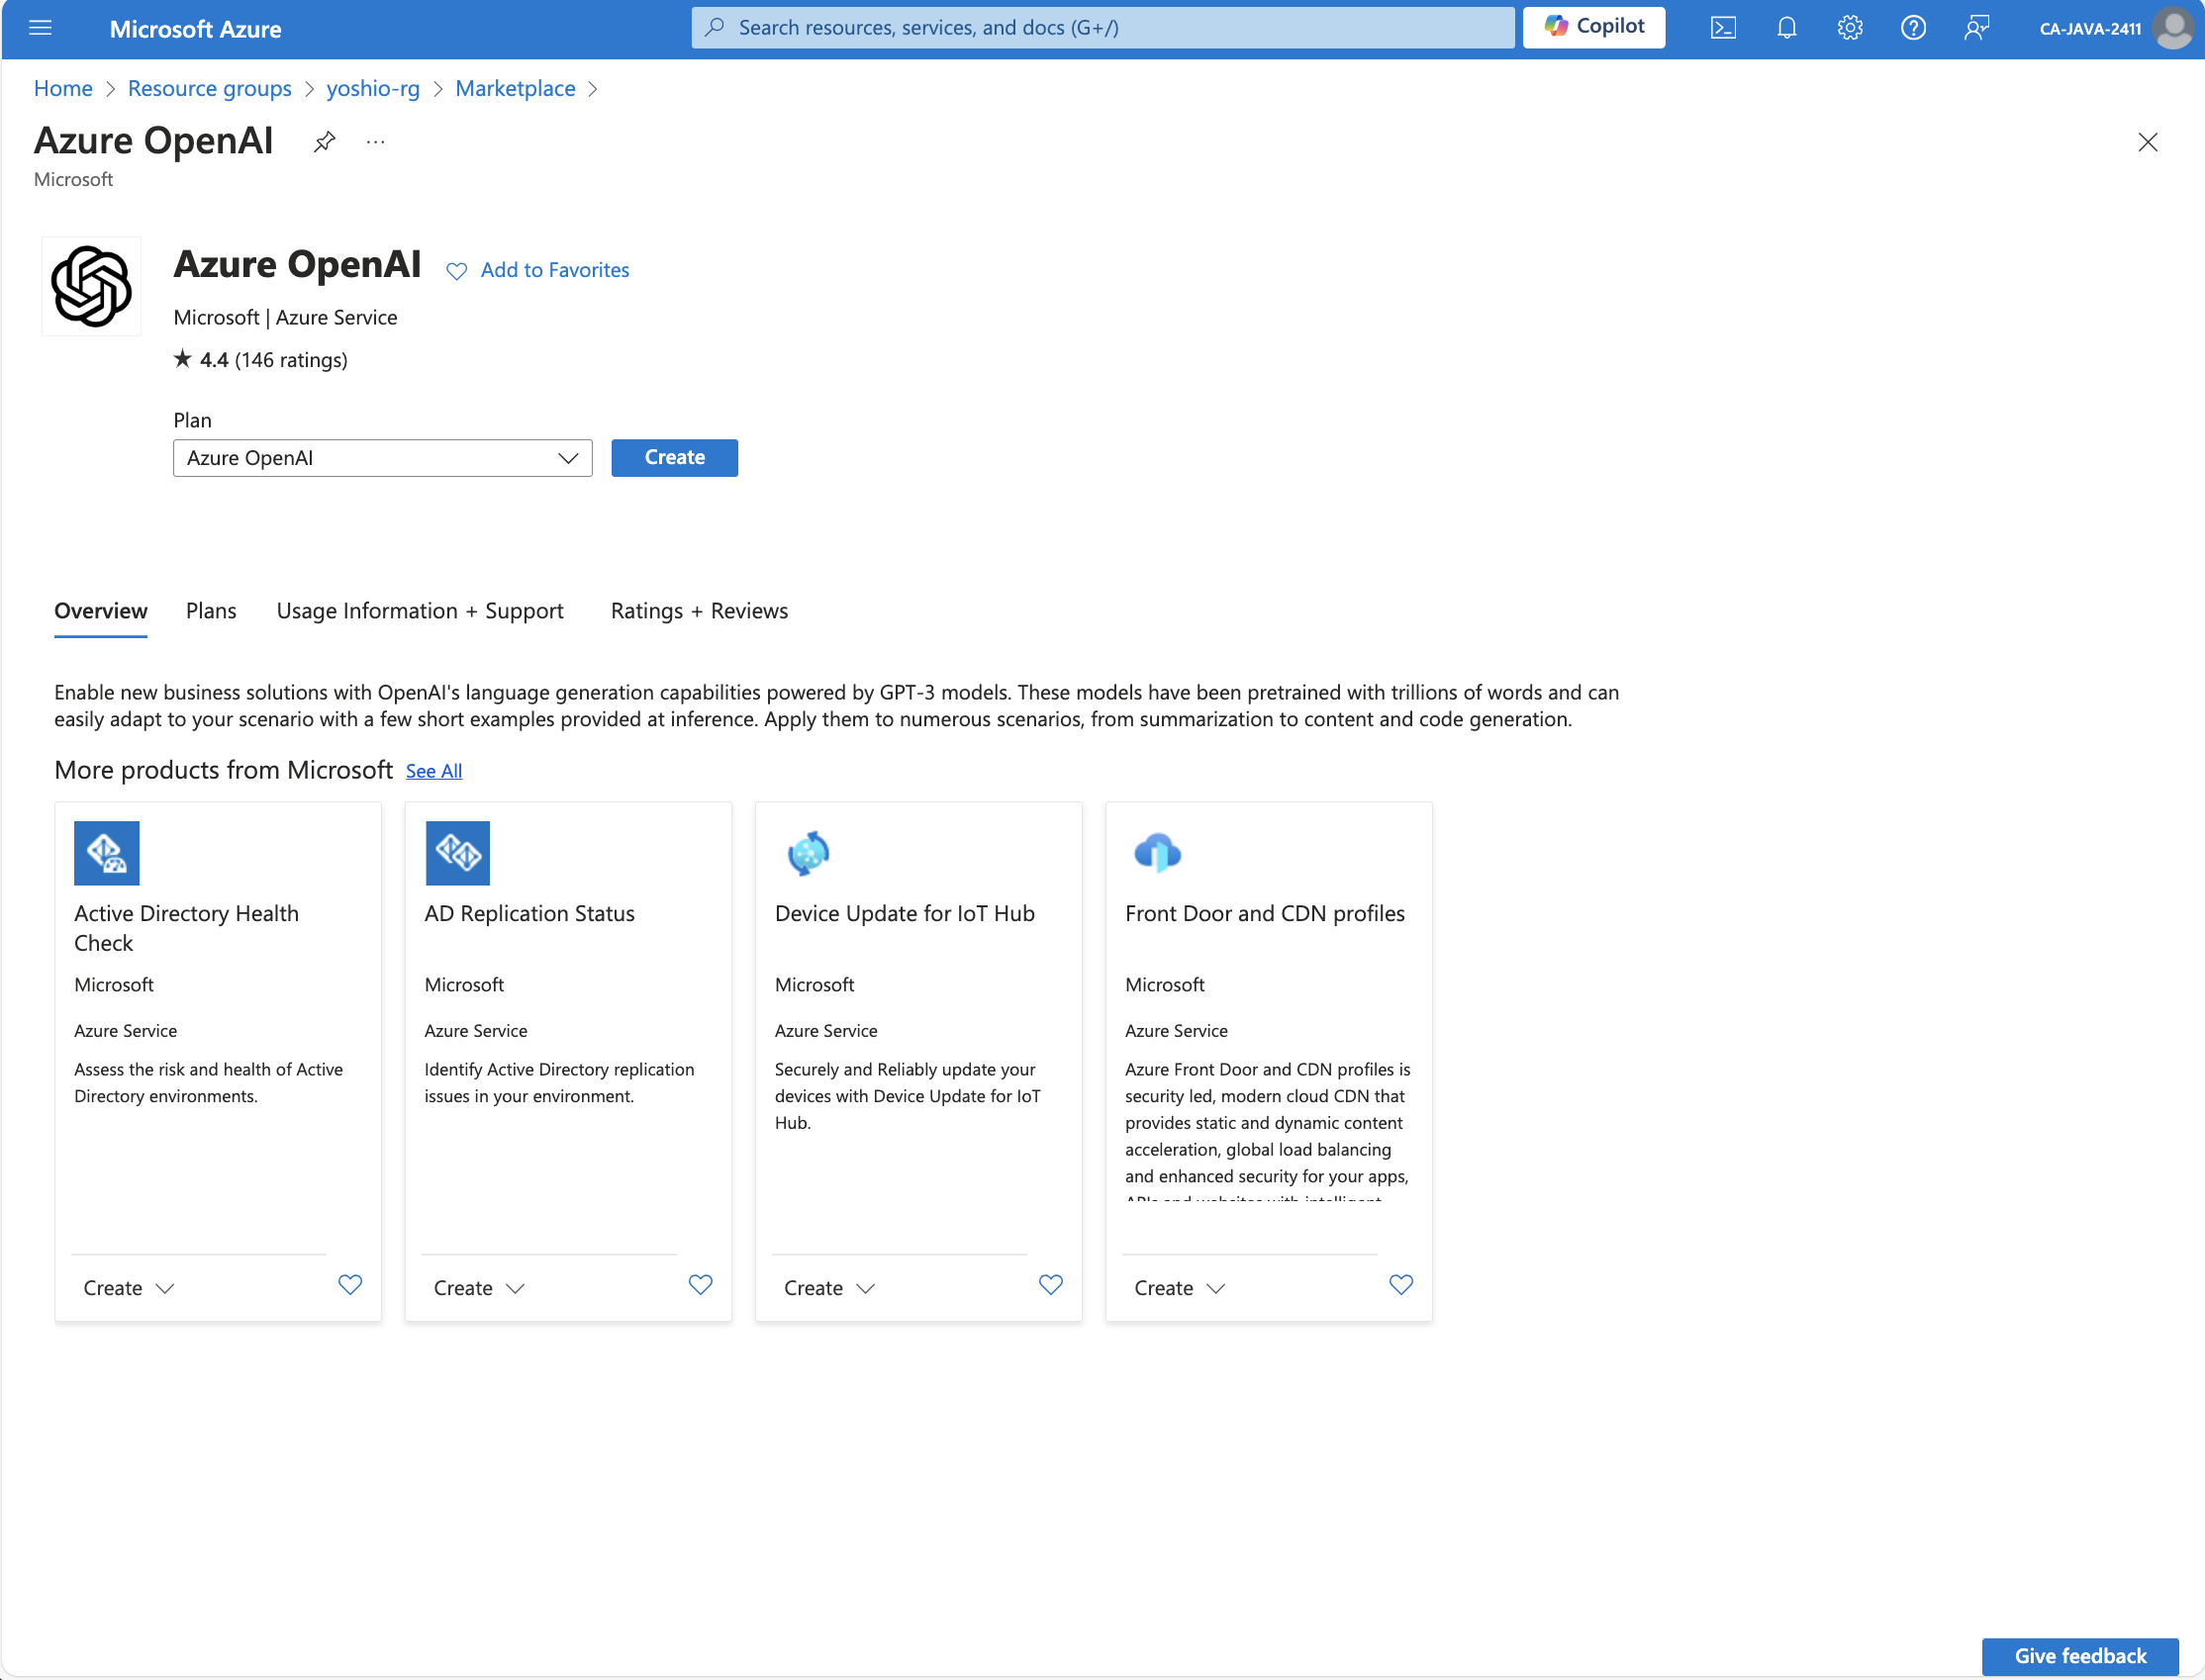 Microsoft Azure
Search resources, services, and docs (G+/)
Copilot
CA-JAVA-2411
Home > Resource groups > yoshio-rg > Marketplace >
Azure OpenAI
Microsoft
Azure OpenAI
Add to Favorites
Microsoft | Azure Service
★ 4.4 (146 ratings)
Plan
Azure OpenAI
Create
Overview Plans Usage Information + Support Ratings + Reviews
Enable new business solutions with OpenAI's language generation capabilities powered by GPT-3 models. These models have been pretrained with trillions of words and can
easily adapt to your scenario with a few short examples provided at inference. Apply them to numerous scenarios, from summarization to content and code generation.
More products from Microsoft See All
Active Directory Health
Check
Microsoft
Azure Service
Assess the risk and health of Active
Directory environments.
Create
AD Replication Status
Microsoft
Azure Service
Identify Active Directory replication
issues in your environment.
Create
Device Update for IoT Hub
Microsoft
Azure Service
Securely and Reliably update your
devices with Device Update for IoT
Hub.
Create
Front Door and CDN profiles
Microsoft
Azure Service
Azure Front Door and CDN profiles is
security led, modern cloud CDN that
provides static and dynamic content
acceleration, global load balancing
and enhanced security for your apps,
APIs and websites with intelligent
Create
Give feedback